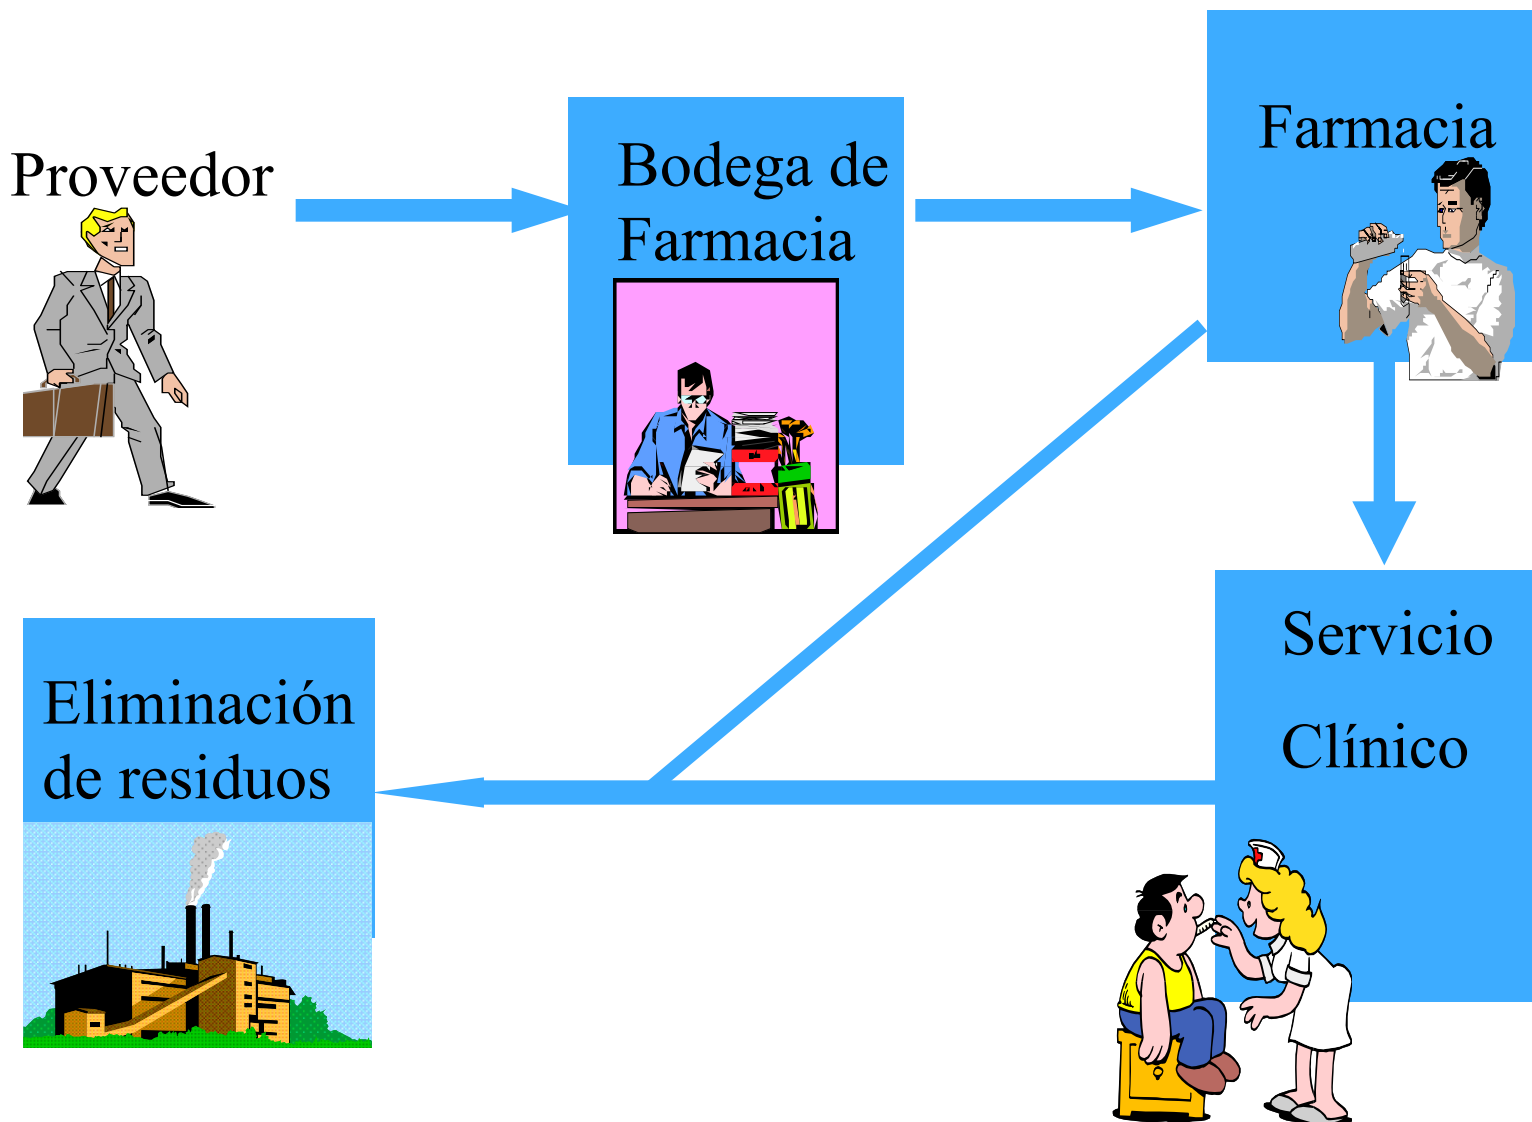 Proveedor
Bodega de
Farmacia
Farmacia
Servicio
Clínico
Eliminación
de residuos